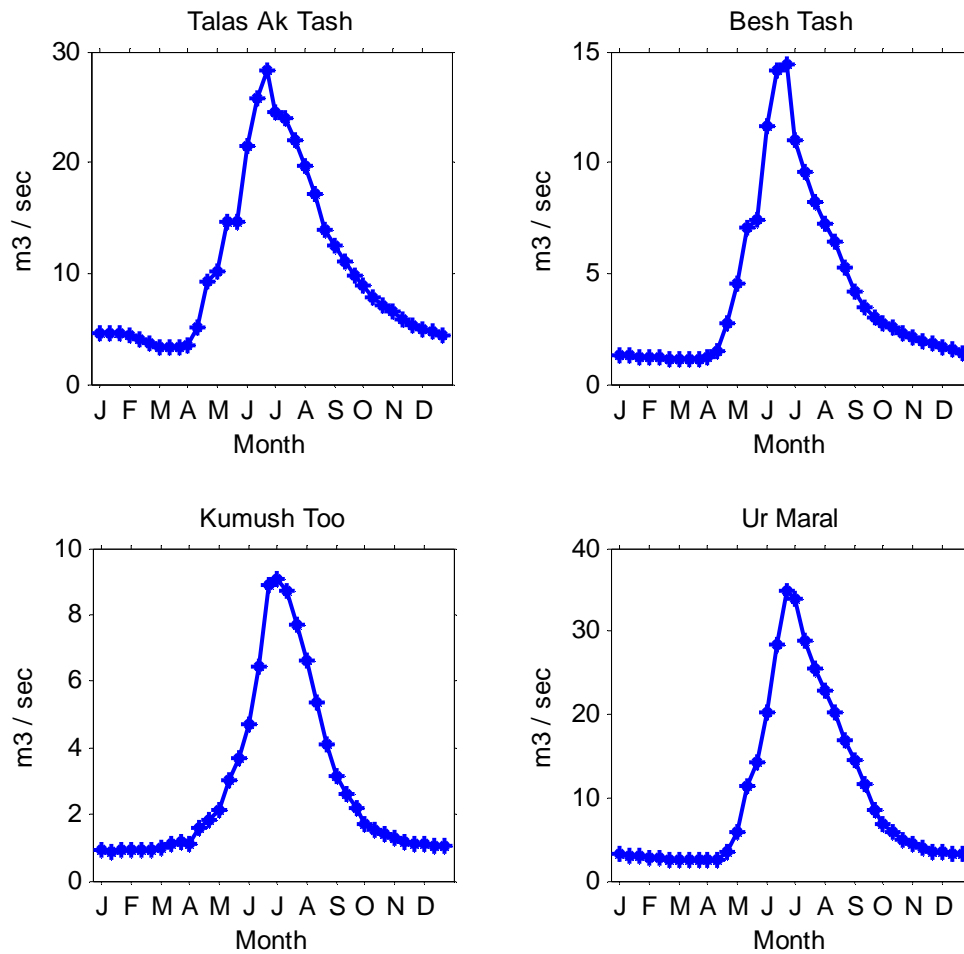 Talas Ak Tash
30
20
10
0
m3 / sec
J F M A M J J A S O N D
Month
Besh Tash
15
10
5
0
m3 / sec
J F M A M J J A S O N D
Month
Kumush Too
10
8
6
4
2
0
m3 / sec
J F M A M J J A S O N D
Month
Ur Maral
40
30
20
10
0
m3 / sec
J F M A M J J A S O N D
Month